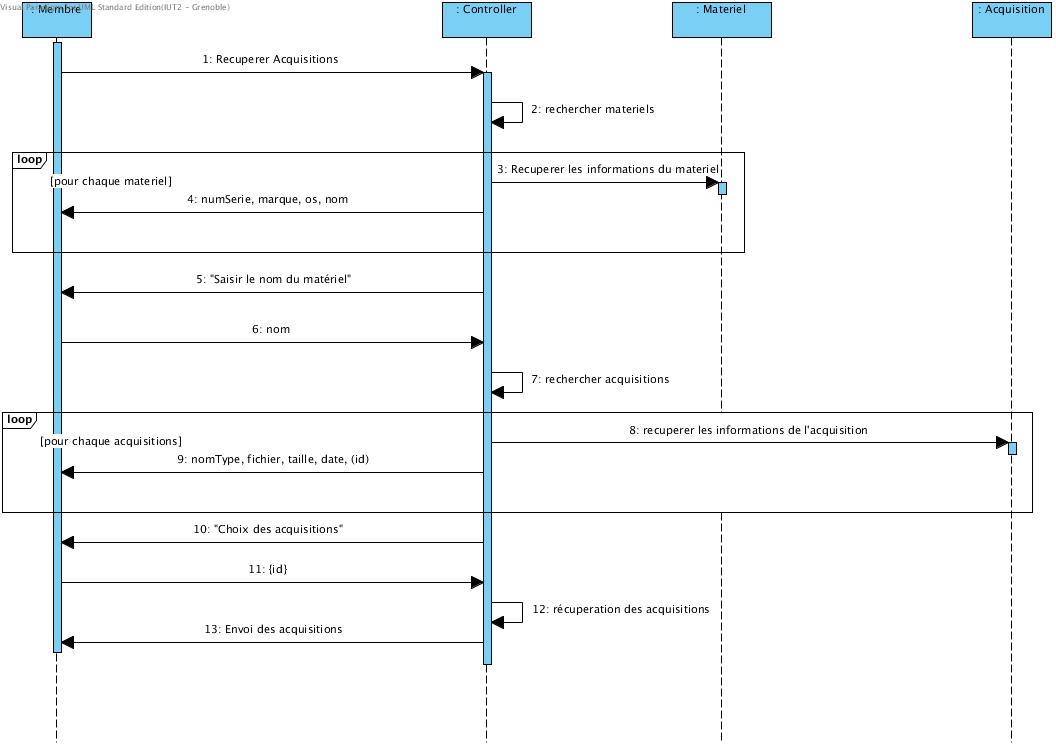 Visual Paradigm for UML Standard Edition(IUT2 - Grenoble)
: Membre
: Controller
: Materiel
: Acquisition
1: Recuperer Acquisitions
2: rechercher materiels
loop
3: Recuperer les informations du materiel
[pour chaque materiel]
4: numSerie, marque, os, nom
5: "Saisir le nom du matériel"
6: nom
7: rechercher acquisitions
loop
8: recuperer les informations de l'acquisition
[pour chaque acquisitions]
9: nomType, fichier, taille, date, (id)
10: "Choix des acquisitions"
11: {id}
12: récuperation des acquisitions
13: Envoi des acquisitions